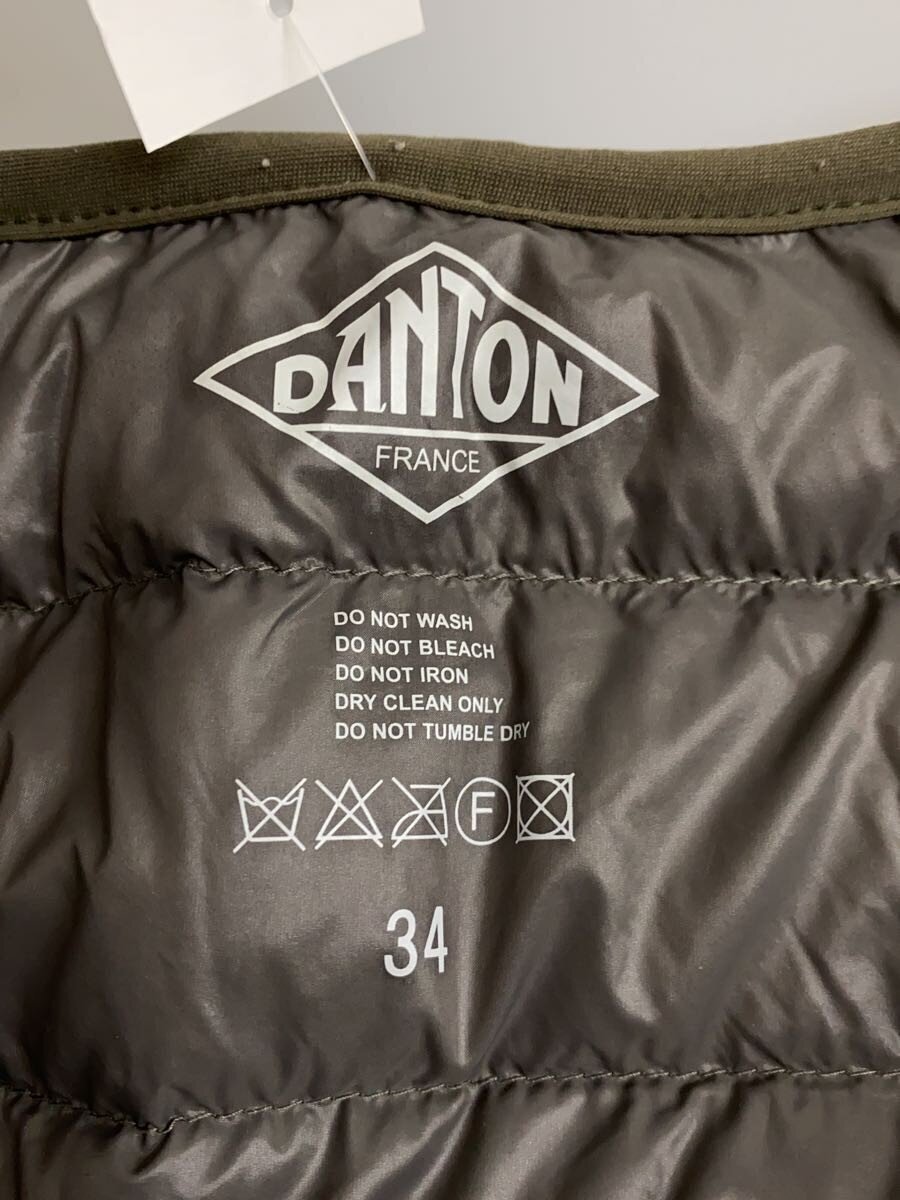 DANTON
FRANCE
DO NOT WASH
DO NOT BLEACH
DO NOT IRON
DRY CLEAN ONLY
DO NOT TUMBLE DRY
F
34